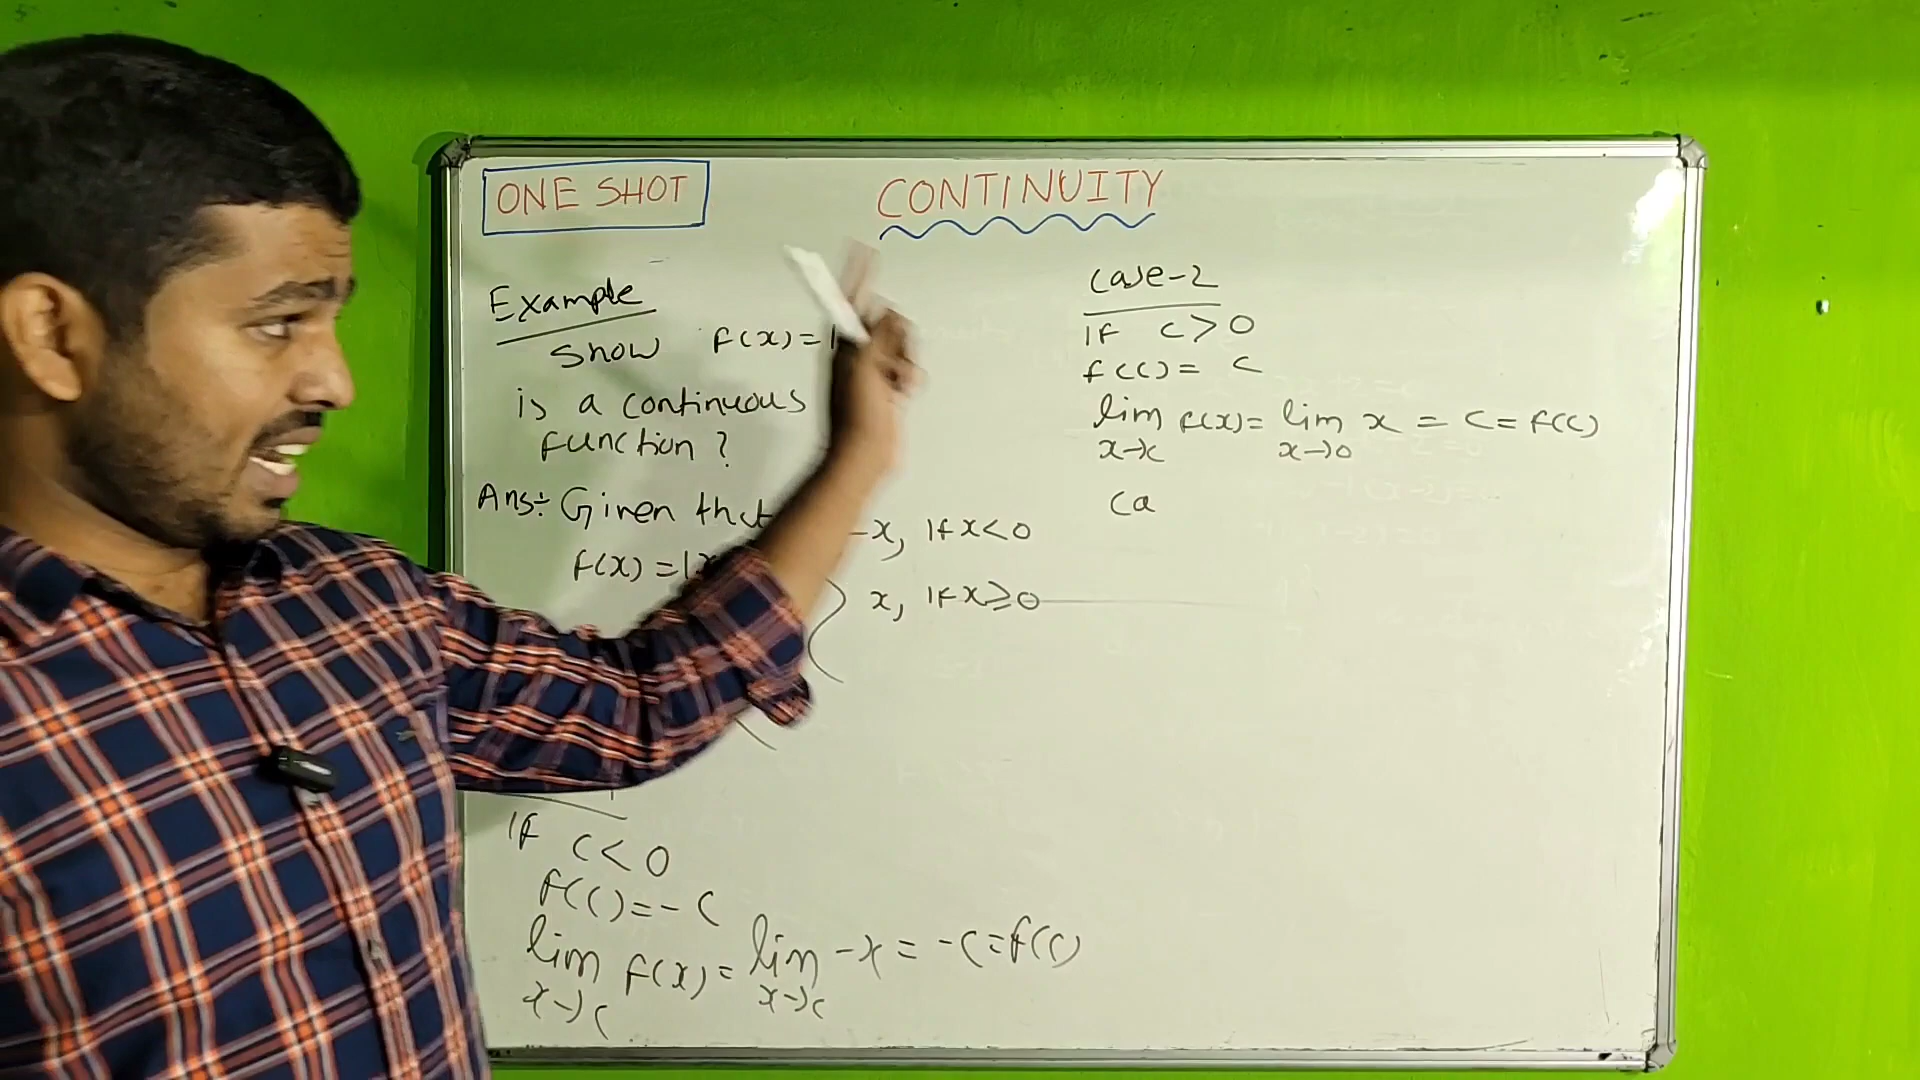 ONE SHOT
CONTINUITY
Example
Show f(x)=|
is a continuous
function?
Ans:- Given that
f(x)=|x
-x, If x<0
x, If x≥0
If c<0
f(c)=-c
lim f(x)= lim -x = -c=f(c)
x→c x→c
Case-2
If c>0
f(c)= c
lim f(x)= lim x = c=f(c)
x→c x→0
Ca